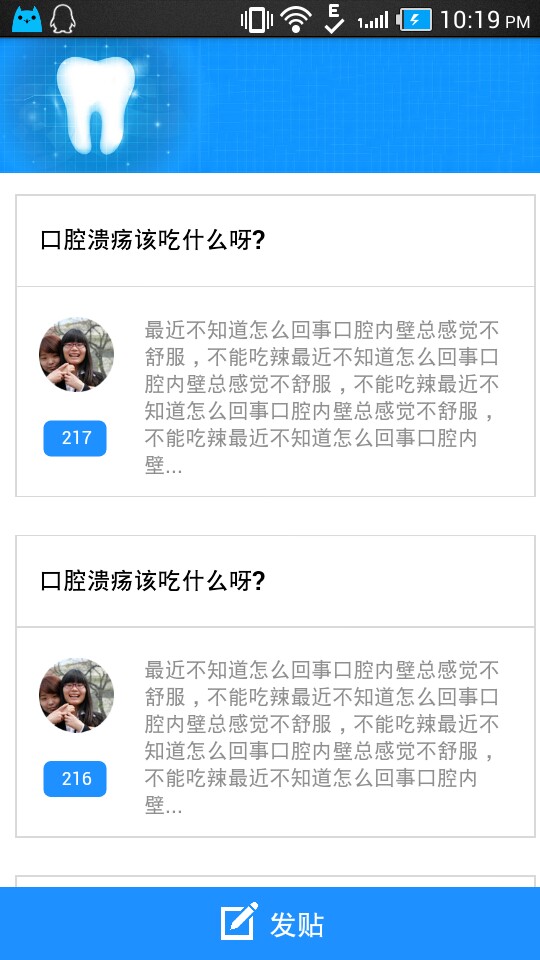 10:19 PM
口腔溃疡该吃什么呀?
最近不知道怎么回事口腔内壁总感觉不
舒服，不能吃辣最近不知道怎么回事口
腔内壁总感觉不舒服，不能吃辣最近不
知道怎么回事口腔内壁总感觉不舒服，
不能吃辣最近不知道怎么回事口腔内
壁...
217
口腔溃疡该吃什么呀?
最近不知道怎么回事口腔内壁总感觉不
舒服，不能吃辣最近不知道怎么回事口
腔内壁总感觉不舒服，不能吃辣最近不
知道怎么回事口腔内壁总感觉不舒服，
不能吃辣最近不知道怎么回事口腔内
壁...
216
发贴